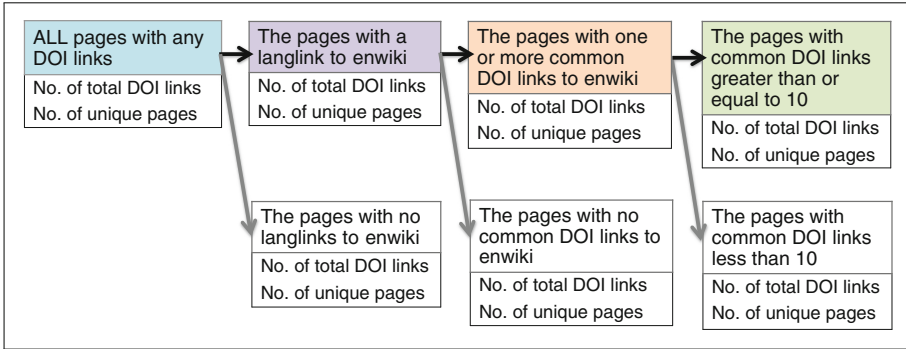 ALL pages with any
DOI links
No. of total DOI links
No. of unique pages
The pages with a
langlink to enwiki
No. of total DOI links
No. of unique pages
The pages with one
or more common
DOI links to enwiki
No. of total DOI links
No. of unique pages
The pages with
common DOI links
greater than or
equal to 10
No. of total DOI links
No. of unique pages
The pages with no
langlinks to enwiki
No. of total DOI links
No. of unique pages
The pages with no
common DOI links to
enwiki
No. of total DOI links
No. of unique pages
The pages with
common DOI links
less than 10
No. of total DOI links
No. of unique pages